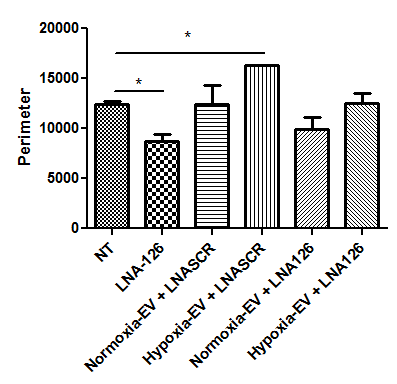 20000
15000
10000
5000
0
Perimeter
*
*
NT
LNA-126
Normoxia-EV + LNASCR
Hypoxia-EV + LNASCR
Normoxia-EV + LNA126
Hypoxia-EV + LNA126